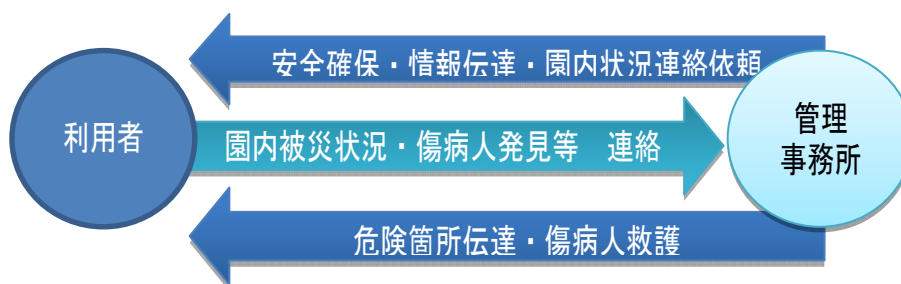 安全確保・情報伝達・園内状況連絡依頼
利用者
園内被災状況・傷病人発見等　連絡
管理
事務所
危険箇所伝達・傷病人救護